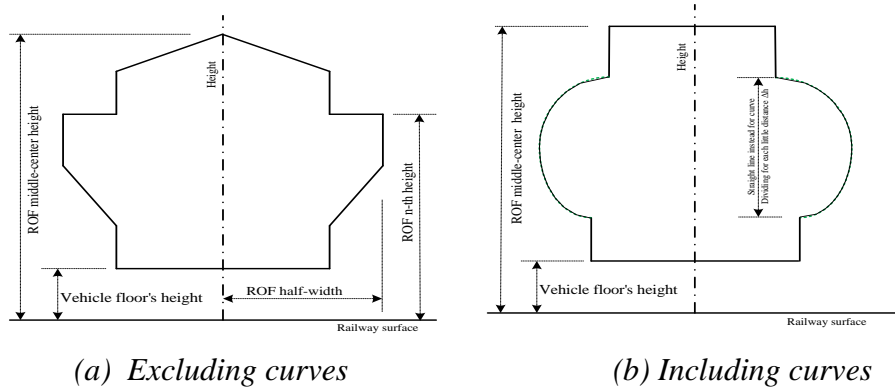 ROF middle-center height
Height
ROF n-th height
Vehicle floor's height
ROF half-width
Railway surface
(a) Excluding curves
ROF middle-center height
Height
Straight line instead for curve
Dividing for each little distance Δh
Vehicle floor's height
Railway surface
(b) Including curves